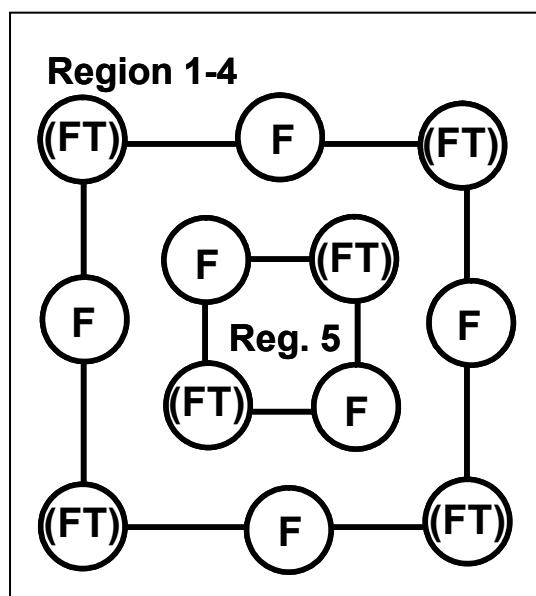 Region 1-4
(FT) F (FT)
F (FT)
F F
Reg. 5
(FT) F
(FT) F (FT)